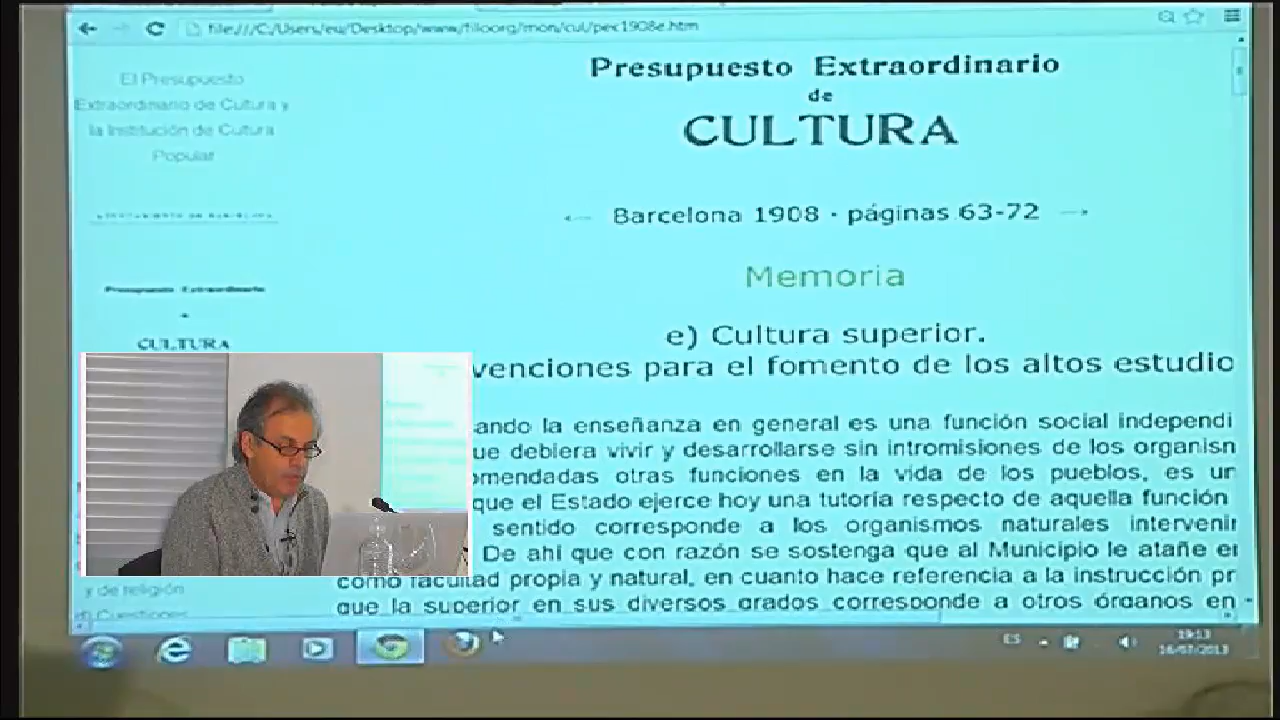 file:///C:/Users/eu/Desktop/www/filoorg/mon/cul/pec1908e.htm
El Presupuesto
Extraordinario de Cultura y
la Institución de Cultura
Popular
Presupuesto Extraordinario
CULTURA
y de religión
Cuestiones
Presupuesto Extraordinario
de
CULTURA
← Barcelona 1908 · páginas 63-72 →
Memoria
e) Cultura superior.
venciones para el fomento de los altos estudio
ando la enseñanza en general es una función social independi
ue debiera vivir y desarrollarse sin intromisiones de los organisn
omendadas otras funciones en la vida de los pueblos, es un
que el Estado ejerce hoy una tutoría respecto de aquella función
sentido corresponde a los organismos naturales intervenir
De ahí que con razón se sostenga que al Municipio le atañe en
como facultad propia y natural, en cuanto hace referencia a la instrucción pr
que la superior en sus diversos grados corresponde a otros órganos en
ES
19:13
16/07/2013